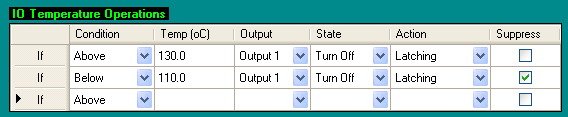 IO Temperature Operations
Condition Temp (oC) Output State Action Suppress
If Above 130.0 Output 1 Turn Off Latching
If Below 110.0 Output 1 Turn Off Latching
If Above